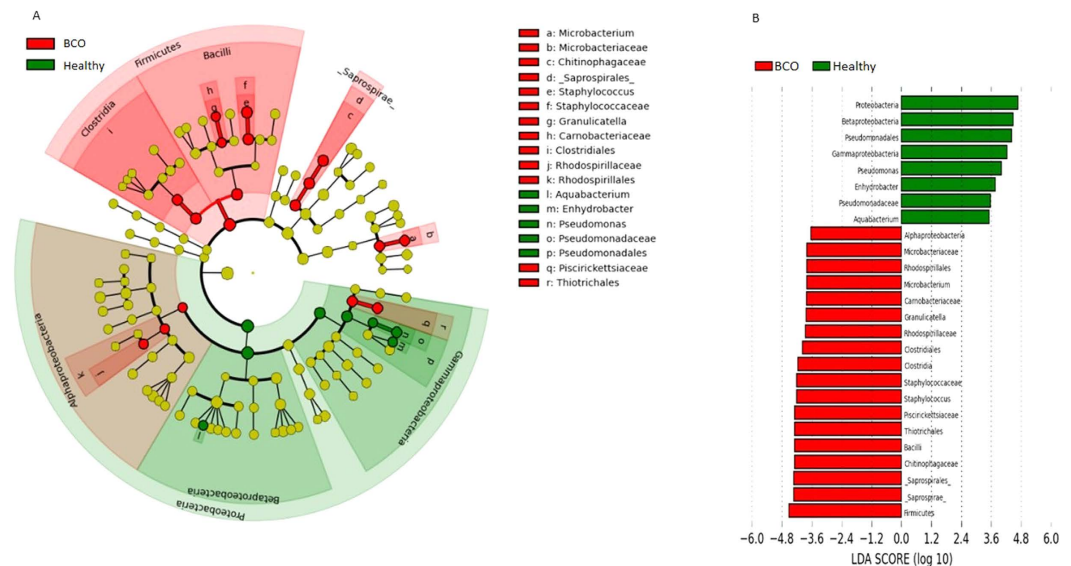 A
BCO
Healthy
Firmicutes
Bacilli
Clostridia
_Saprospirae_
h
f
g
e
d
c
i
b
a
r
q
n
o
m
p
k
j
l
Alphaproteobacteria
Betaproteobacteria
Proteobacteria
Gammaproteobacteria
a: Microbacterium
b: Microbacteriaceae
c: Chitinophagaceae
d: _Saprospirales_
e: Staphylococcus
f: Staphylococcaceae
g: Granulicatella
h: Carnobacteriaceae
i: Clostridiales
j: Rhodospirillaceae
k: Rhodospirillales
l: Aquabacterium
m: Enhydrobacter
n: Pseudomonas
o: Pseudomonadaceae
p: Pseudomonadales
q: Piscirickettsiaceae
r: Thiotrichales
B
BCO Healthy
Proteobacteria
Betaproteobacteria
Pseudomonadales
Gammaproteobacteria
Pseudomonas
Enhydrobacter
Pseudomonadaceae
Aquabacterium
Alphaproteobacteria
Microbacteriaceae
Rhodospirillales
Microbacterium
Carnobacteriaceae
Granulicatella
Rhodospirillaceae
Clostridiales
Clostridia
Staphylococcaceae
Staphylococcus
Piscirickettsiaceae
Thiotrichales
Bacilli
Chitinophagaceae
_Saprospirales_
_Saprospirae_
Firmicutes
−6.0 −4.8 −3.6 −2.4 −1.2 0.0 1.2 2.4 3.6 4.8 6.0
LDA SCORE (log 10)